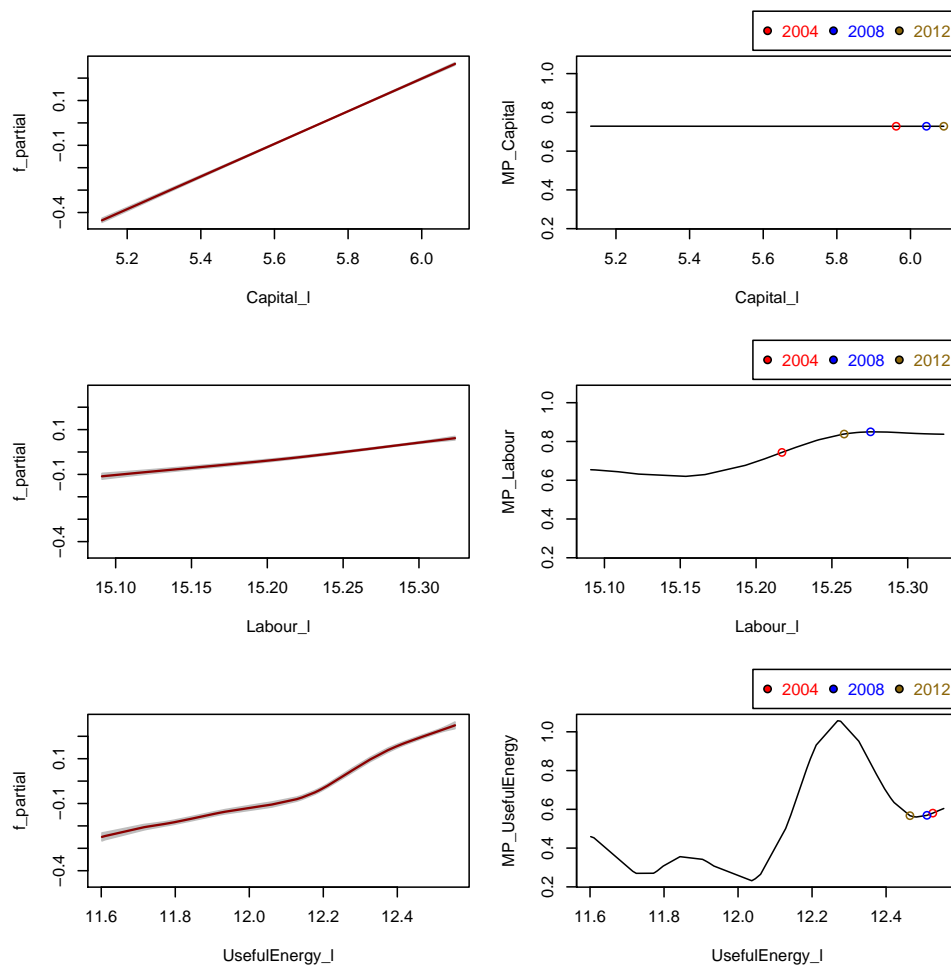 2004 2008 2012
f_partial
−0.4 −0.1 0.1
5.2 5.4 5.6 5.8 6.0
Capital_l
MP_Capital
0.2 0.4 0.6 0.8 1.0
5.2 5.4 5.6 5.8 6.0
Capital_l
2004 2008 2012
f_partial
−0.4 −0.1 0.1
15.10 15.15 15.20 15.25 15.30
Labour_l
MP_Labour
0.2 0.4 0.6 0.8 1.0
15.10 15.15 15.20 15.25 15.30
Labour_l
2004 2008 2012
f_partial
−0.4 −0.1 0.1
11.6 11.8 12.0 12.2 12.4
UsefulEnergy_l
MP_UsefulEnergy
0.2 0.4 0.6 0.8 1.0
11.6 11.8 12.0 12.2 12.4
UsefulEnergy_l